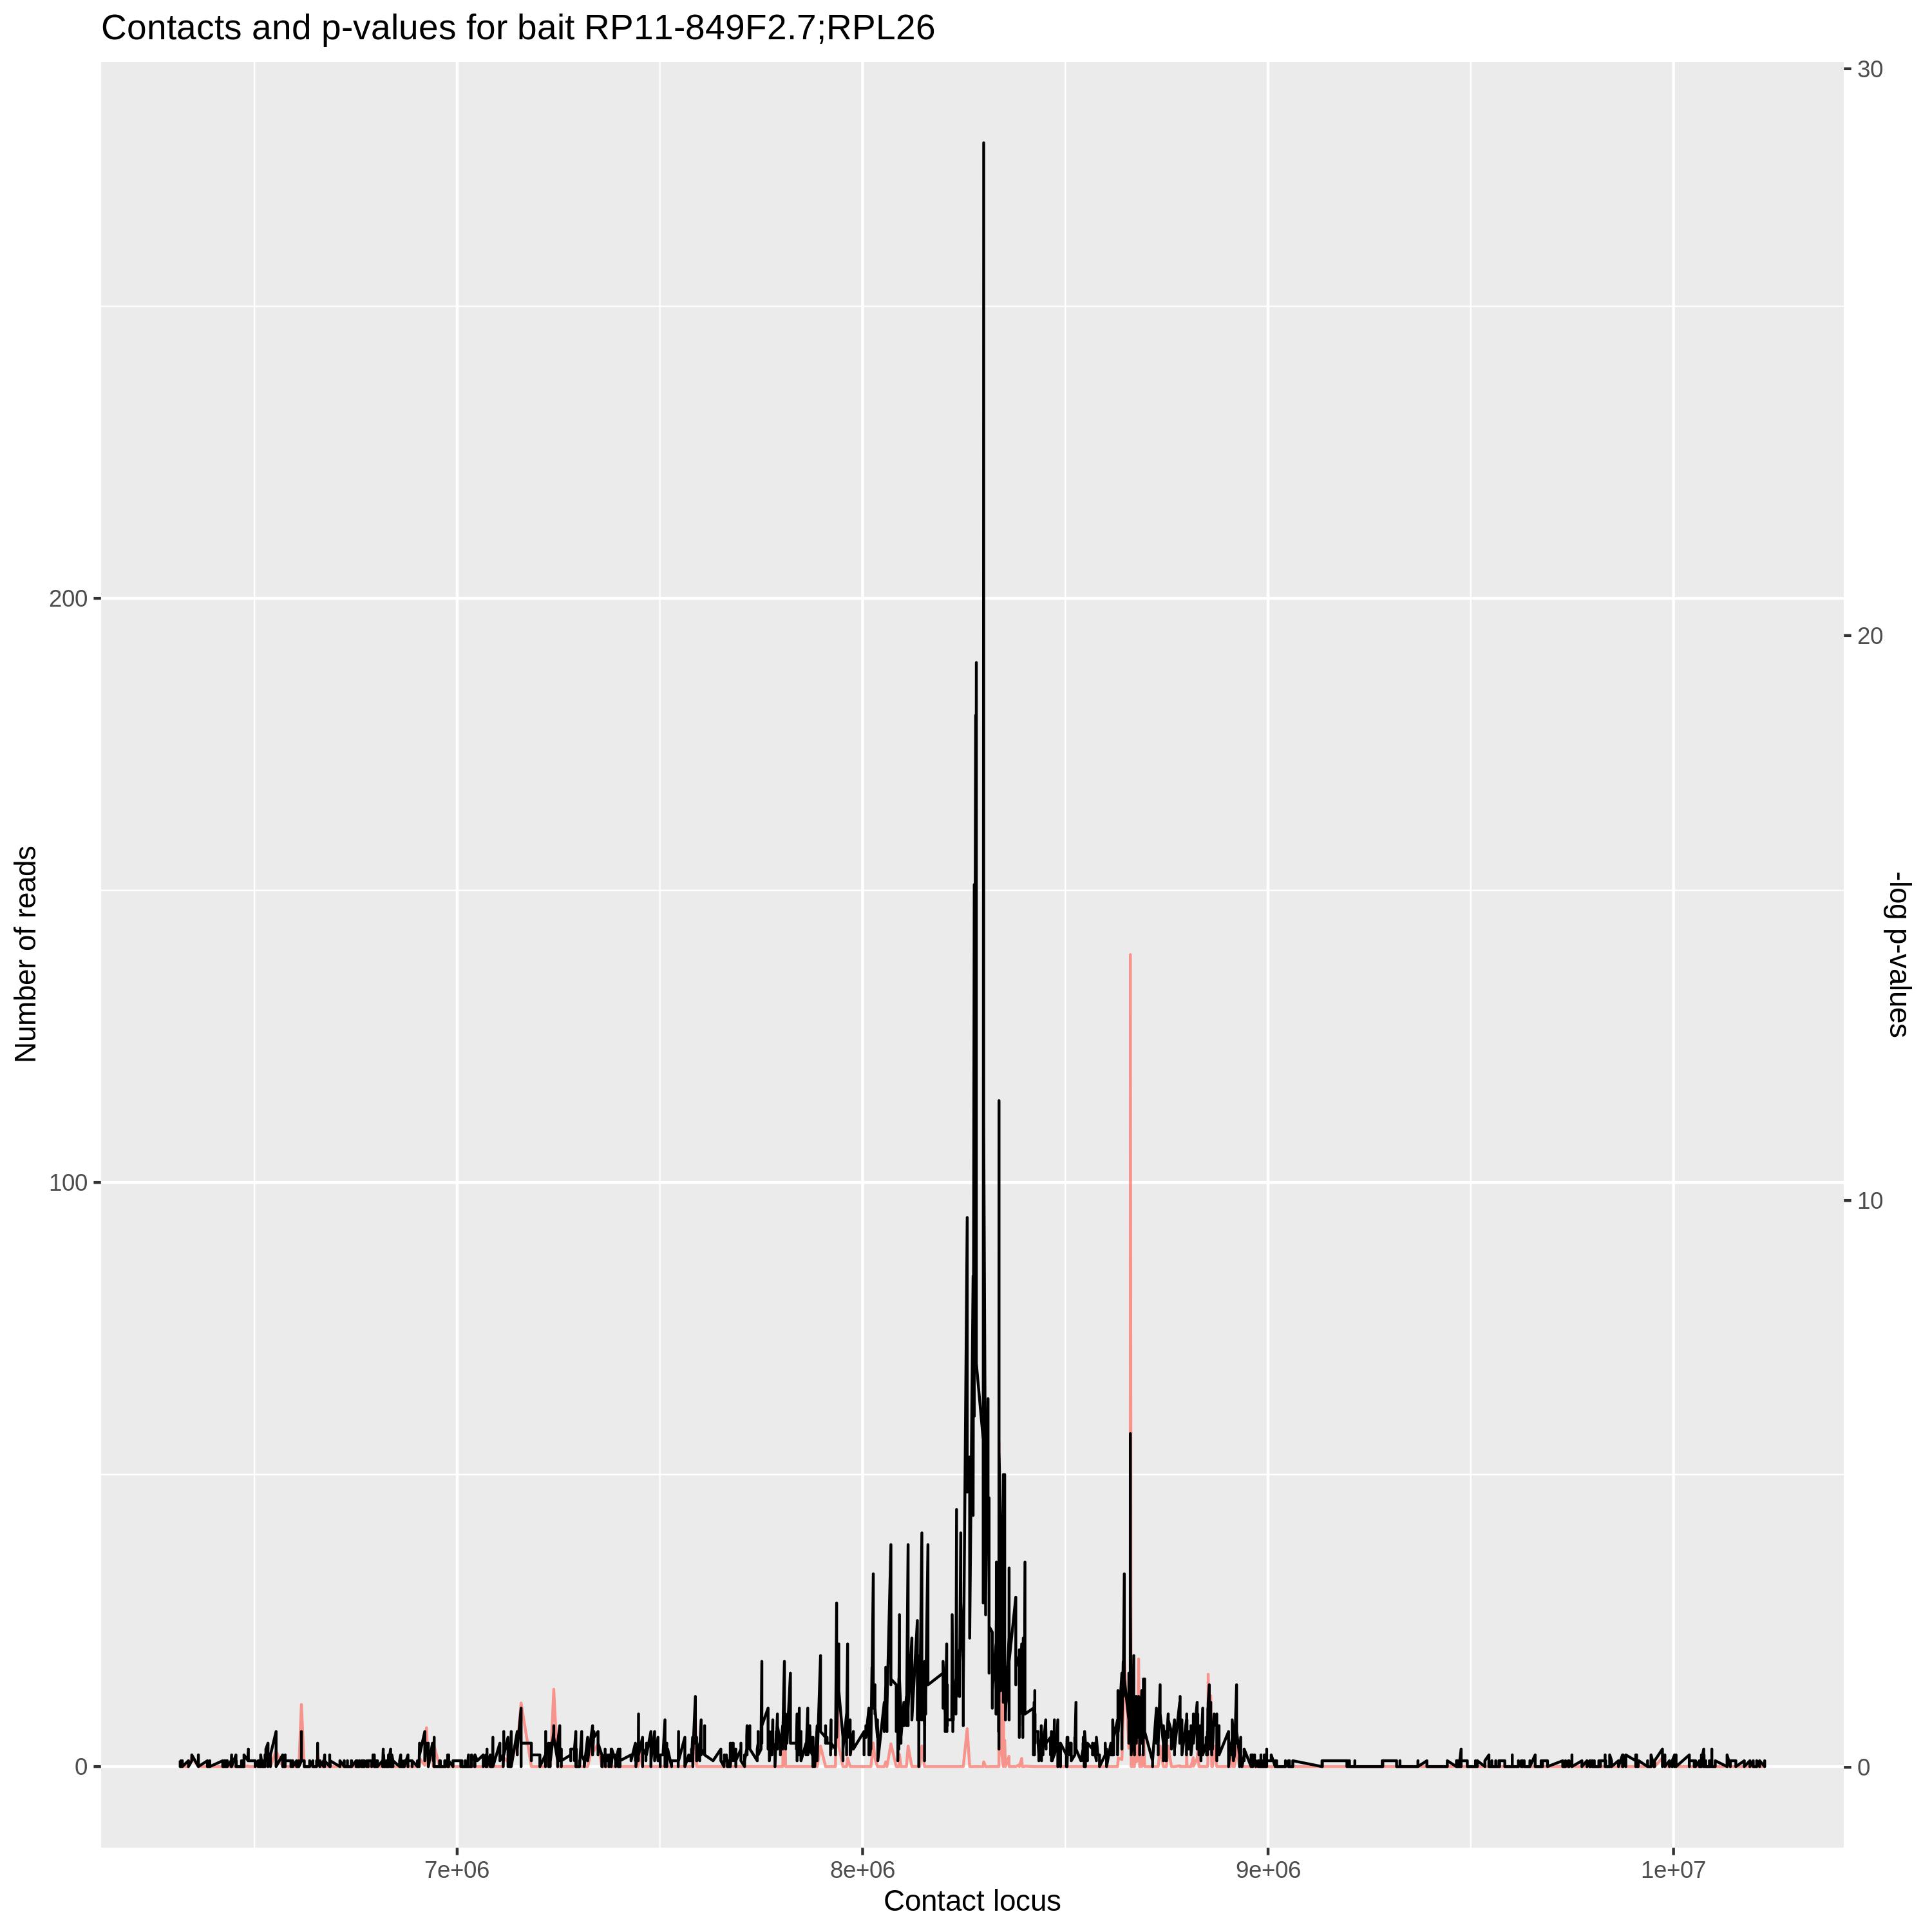 Contacts and p-values for bait RP11-849F2.7;RPL26
30
200
20
Number of reads
-log p-values
100
10
0
0
7e+06
8e+06
9e+06
1e+07
Contact locus